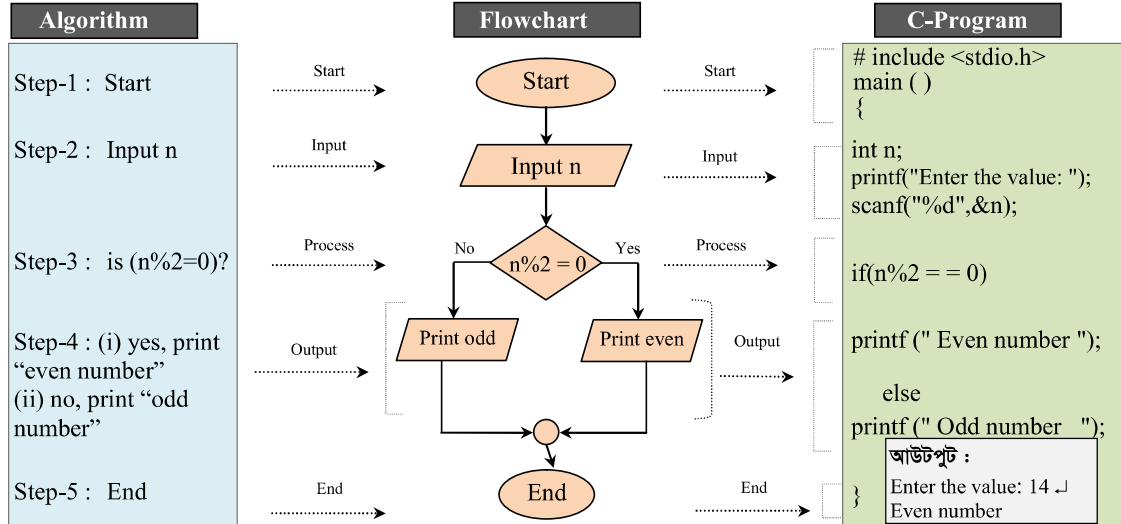 Algorithm
Flowchart
C-Program
Step-1 : Start
Step-2 : Input n
Step-3 : is (n%2=0)?
Step-4 : (i) yes, print
“even number”
(ii) no, print “odd
number”
Step-5 : End
Start
Input
Process
Output
End
Start
Input n
No
Yes
n%2 = 0
Print odd
Print even
End
Start
Input
Process
Output
End
# include <stdio.h>
main ( )
{
int n;
printf("Enter the value: ");
scanf("%d",&n);
if(n%2 = = 0)
printf (" Even number ");
else
printf (" Odd number ");
}
আউটপুট :
Enter the value: 14 ↵
Even number